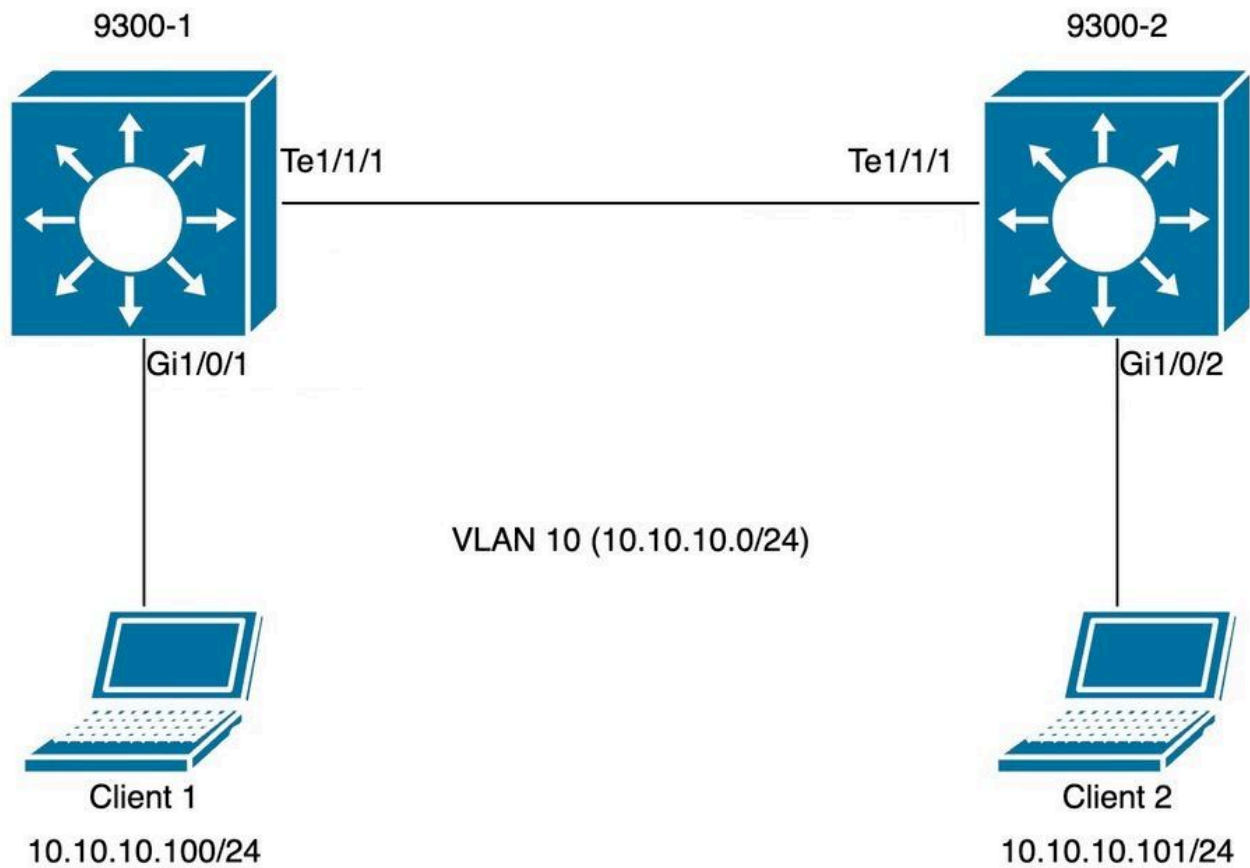 9300-1
9300-2
Te1/1/1
Te1/1/1
Gi1/0/1
Gi1/0/2
VLAN 10 (10.10.10.0/24)
Client 1
Client 2
10.10.10.100/24
10.10.10.101/24